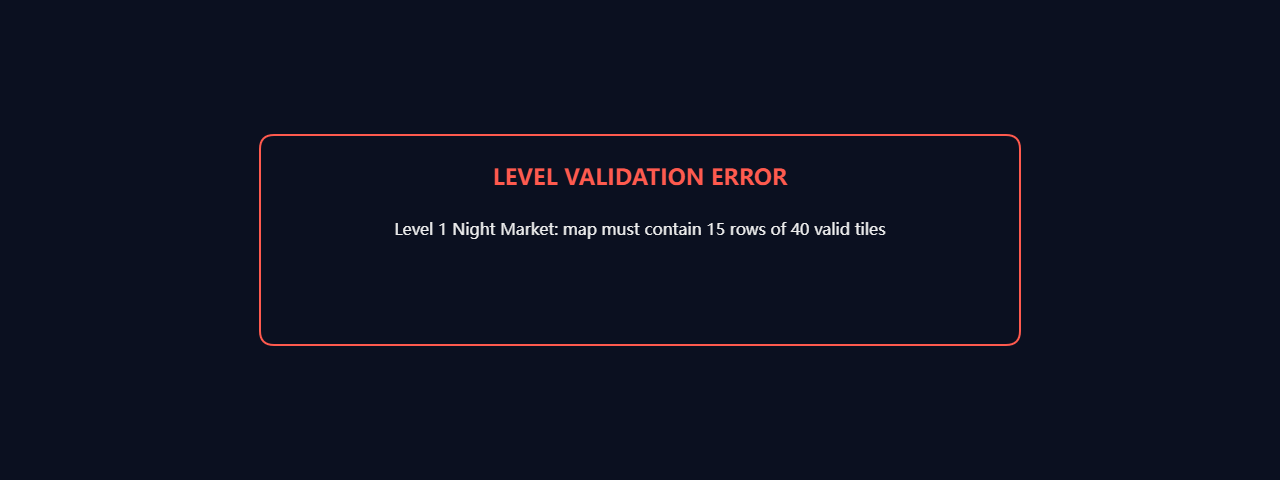 LEVEL VALIDATION ERROR
Level 1 Night Market: map must contain 15 rows of 40 valid tiles